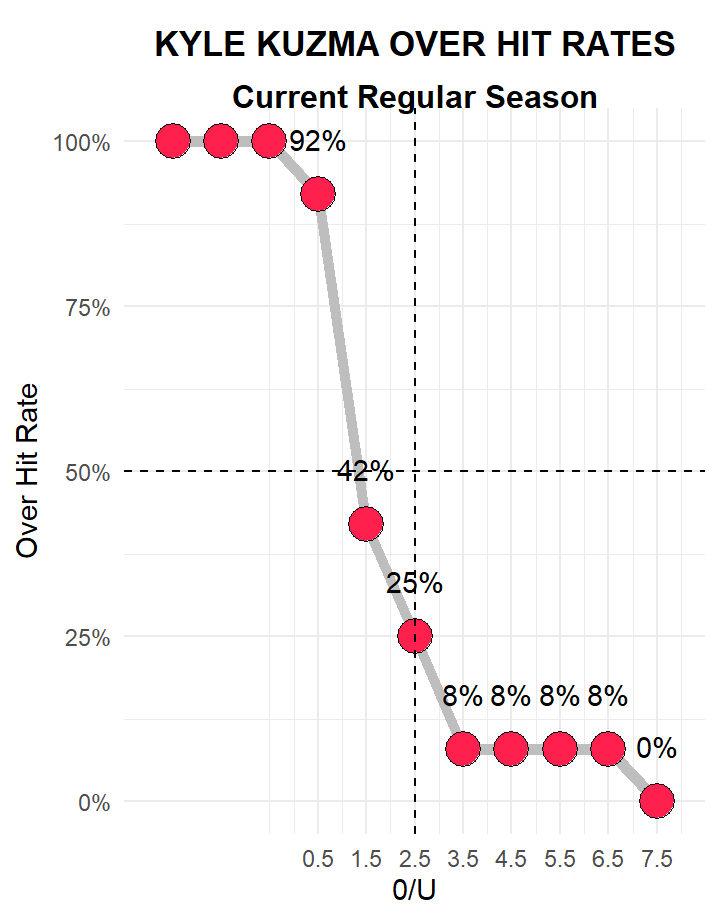 KYLE KUZMA OVER HIT RATES
Current Regular Season
100%
92%
75%
Over Hit Rate
50%
42%
25%
25%
8% 8% 8% 8%
0%
0%
0.5 1.5 2.5 3.5 4.5 5.5 6.5 7.5
0/U